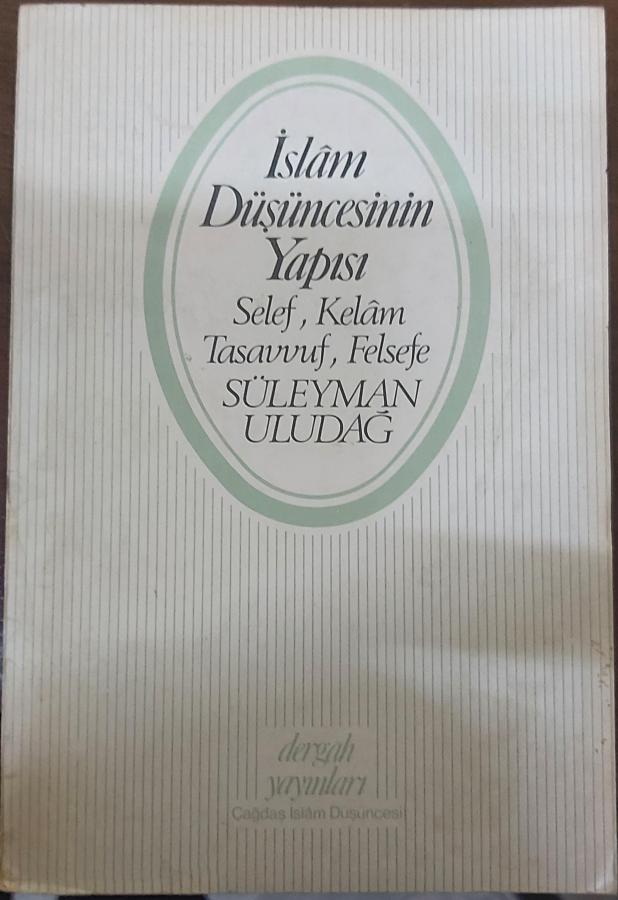 İslâm
Düşüncesinin
Yapısı
Selef, Kelâm
Tasavvuf, Felsefe
SÜLEYMAN
ULUDAĞ
dergah
yayınları
Çağdaş İslâm Düşüncesi